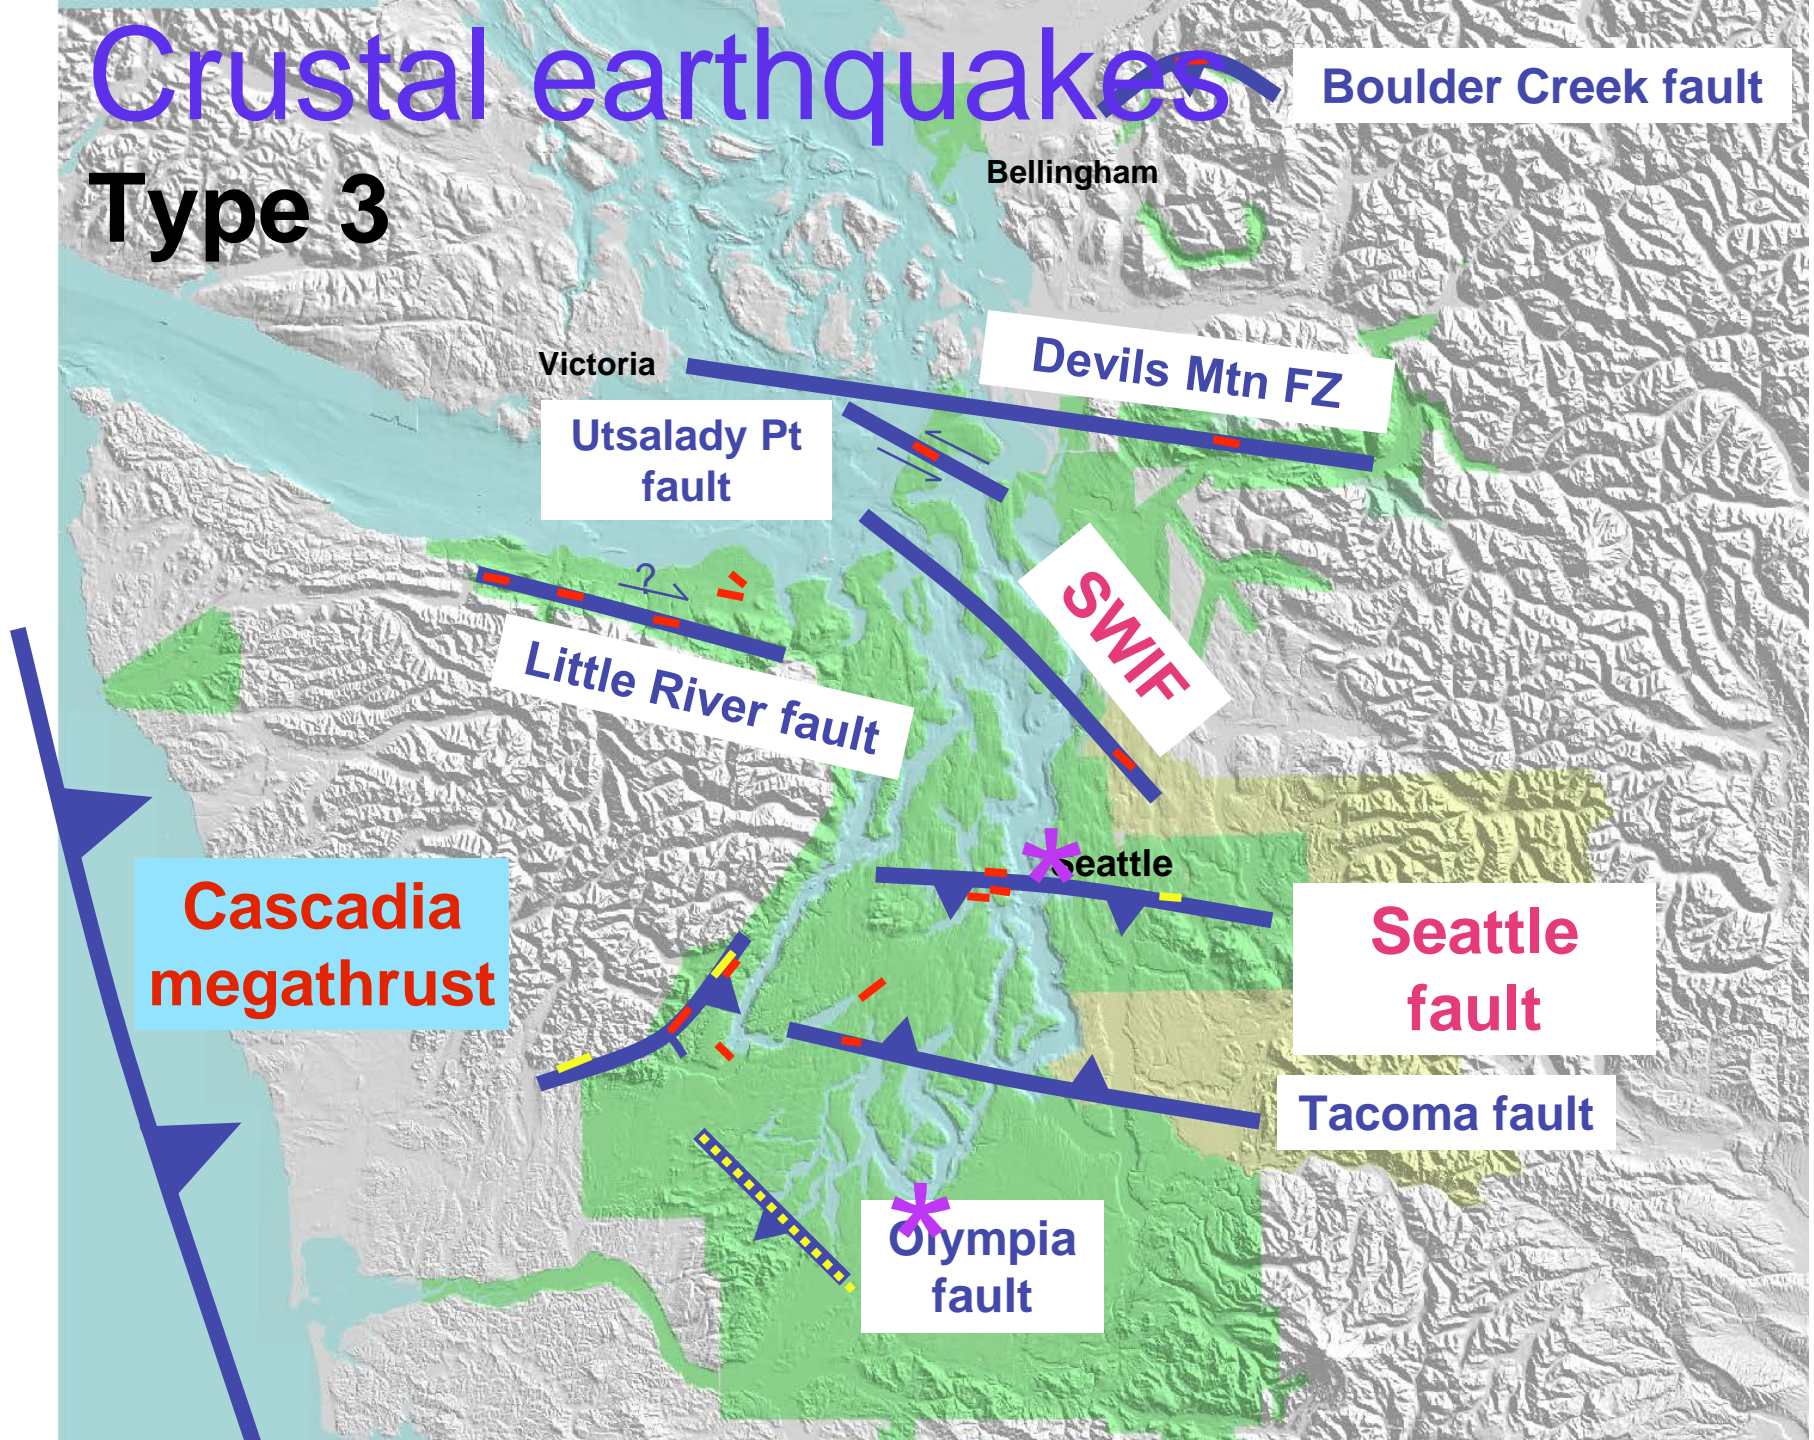 Crustal earthquakes
Type 3
Boulder Creek fault
Bellingham
Devils Mtn FZ
Victoria
Utsalady Pt
fault
?
SWIF
Little River fault
Seattle
Cascadia
megathrust
Seattle
fault
Tacoma fault
Olympia
fault